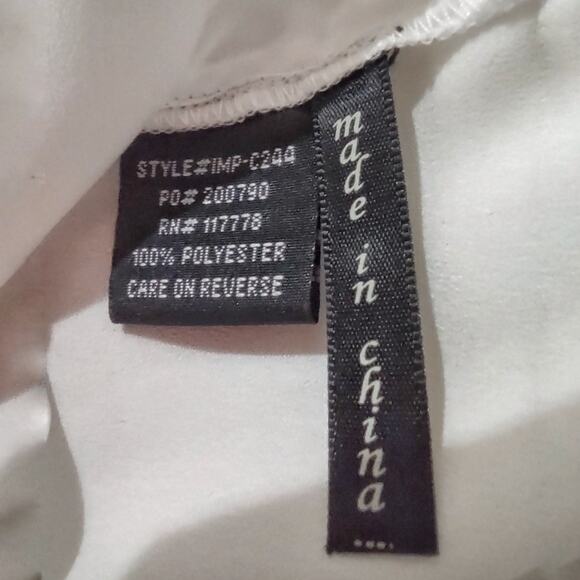 STYLE#IMP-C244
PO# 200790
RN# 117778
100% POLYESTER
CARE ON REVERSE
made in china